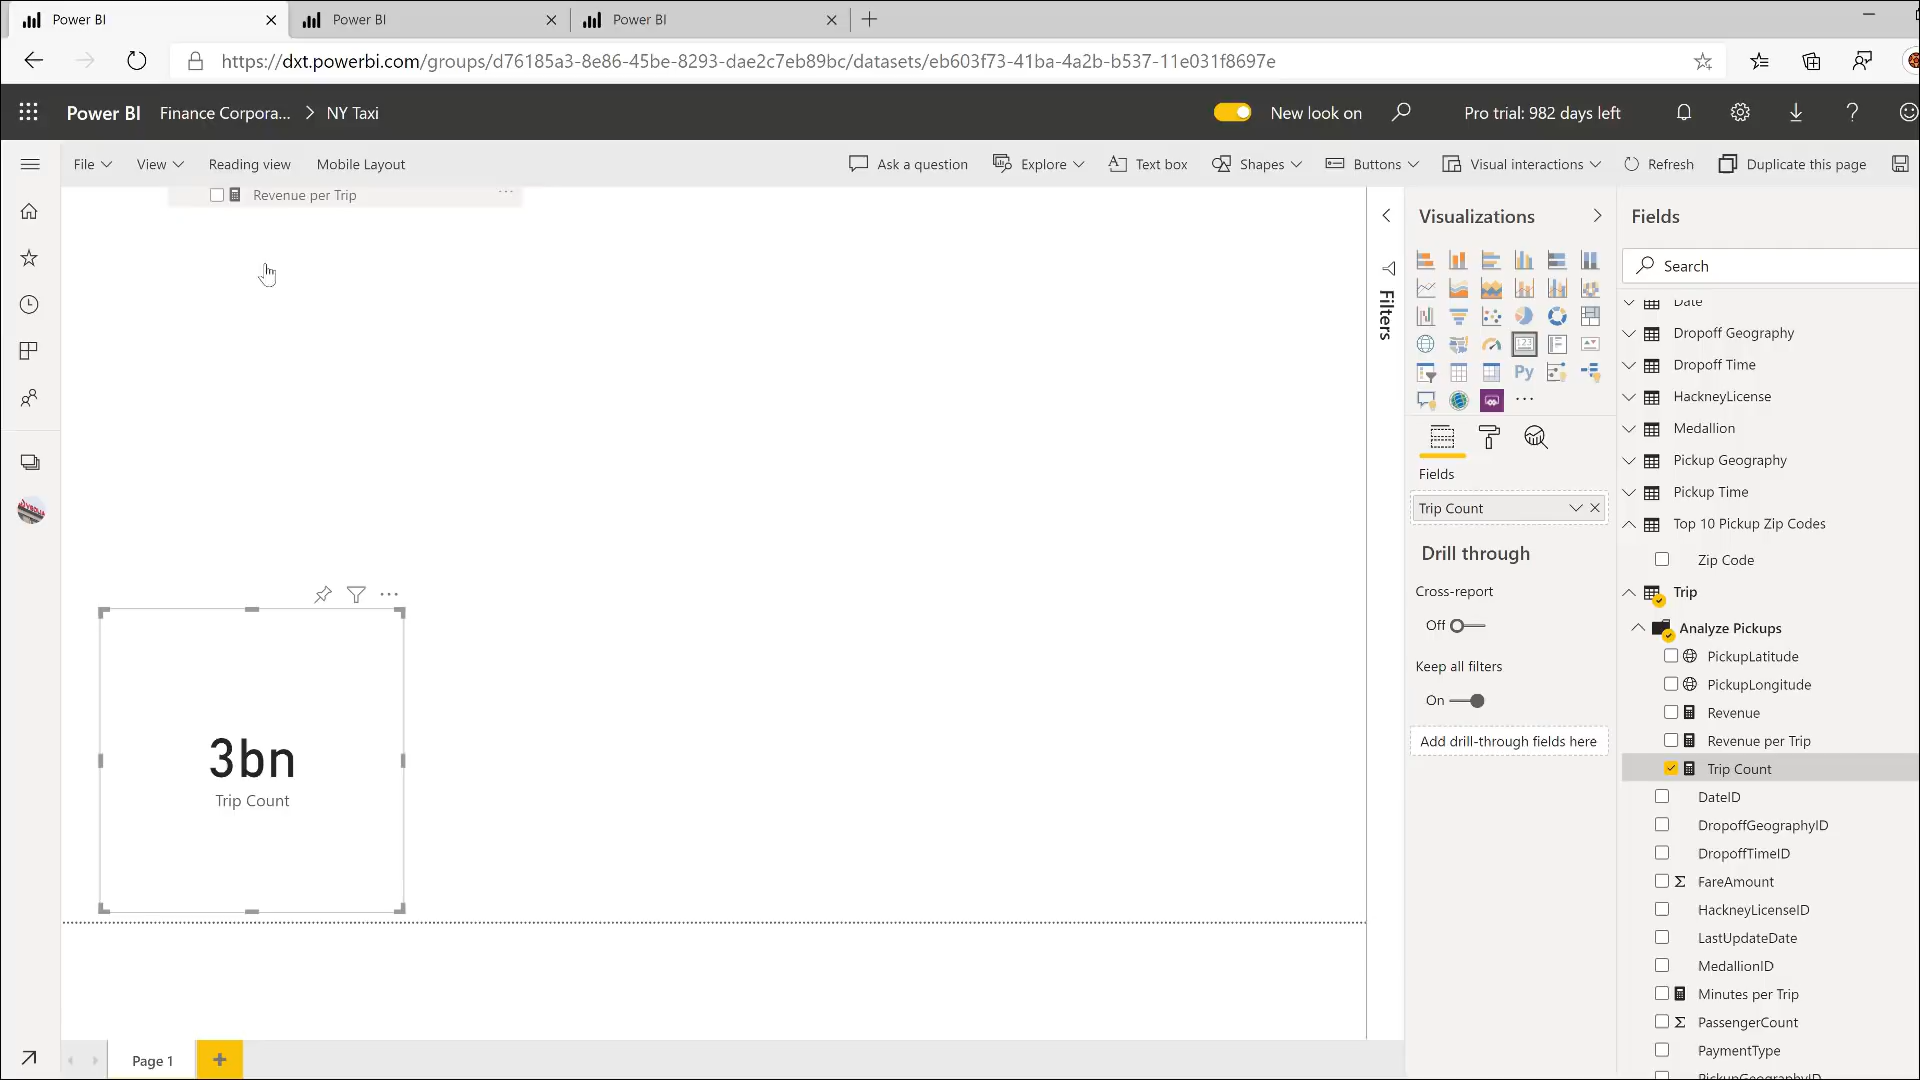 Power BI
Power BI
Power BI
https://dxt.powerbi.com/groups/d76185a3-8e86-45be-8293-dae2c7eb89bc/datasets/eb603f73-41ba-4a2b-b537-11e031f8697e
Power BI Finance Corpora... NY Taxi
New look on
Pro trial: 982 days left
File View Reading view Mobile Layout
Ask a question Explore Text box Shapes Buttons Visual interactions Refresh Duplicate this page
Revenue per Trip
3bn
Trip Count
Page 1
Filters
Visualizations
123
Py
Fields
Trip Count
Drill through
Cross-report
Off
Keep all filters
On
Add drill-through fields here
Fields
Search
Date
Dropoff Geography
Dropoff Time
HackneyLicense
Medallion
Pickup Geography
Pickup Time
Top 10 Pickup Zip Codes
Zip Code
Trip
Analyze Pickups
PickupLatitude
PickupLongitude
Revenue
Revenue per Trip
Trip Count
DateID
DropoffGeographyID
DropoffTimeID
FareAmount
HackneyLicenseID
LastUpdateDate
MedallionID
Minutes per Trip
PassengerCount
PaymentType
PickupGeographyID